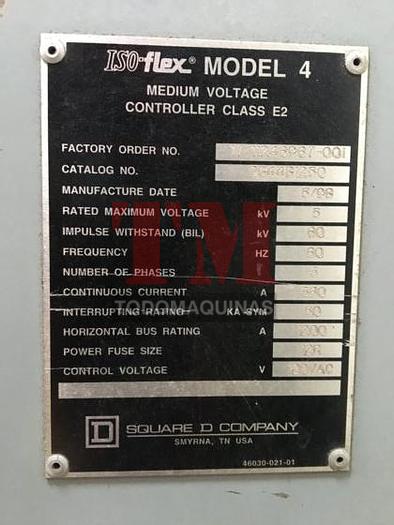 ISO-flex® MODEL 4
MEDIUM VOLTAGE
CONTROLLER CLASS E2
FACTORY ORDER NO.
CATALOG NO.
MANUFACTURE DATE
RATED MAXIMUM VOLTAGE kV 5
IMPULSE WITHSTAND (BIL) kV 60
FREQUENCY HZ 60
NUMBER OF PHASES 3
CONTINUOUS CURRENT A
INTERRUPTING RATING KA SYM
HORIZONTAL BUS RATING A 1200
POWER FUSE SIZE
CONTROL VOLTAGE V 120/AC
TM
TODOMAQUINAS
D SQUARE D COMPANY
SMYRNA, TN USA
46030-021-01